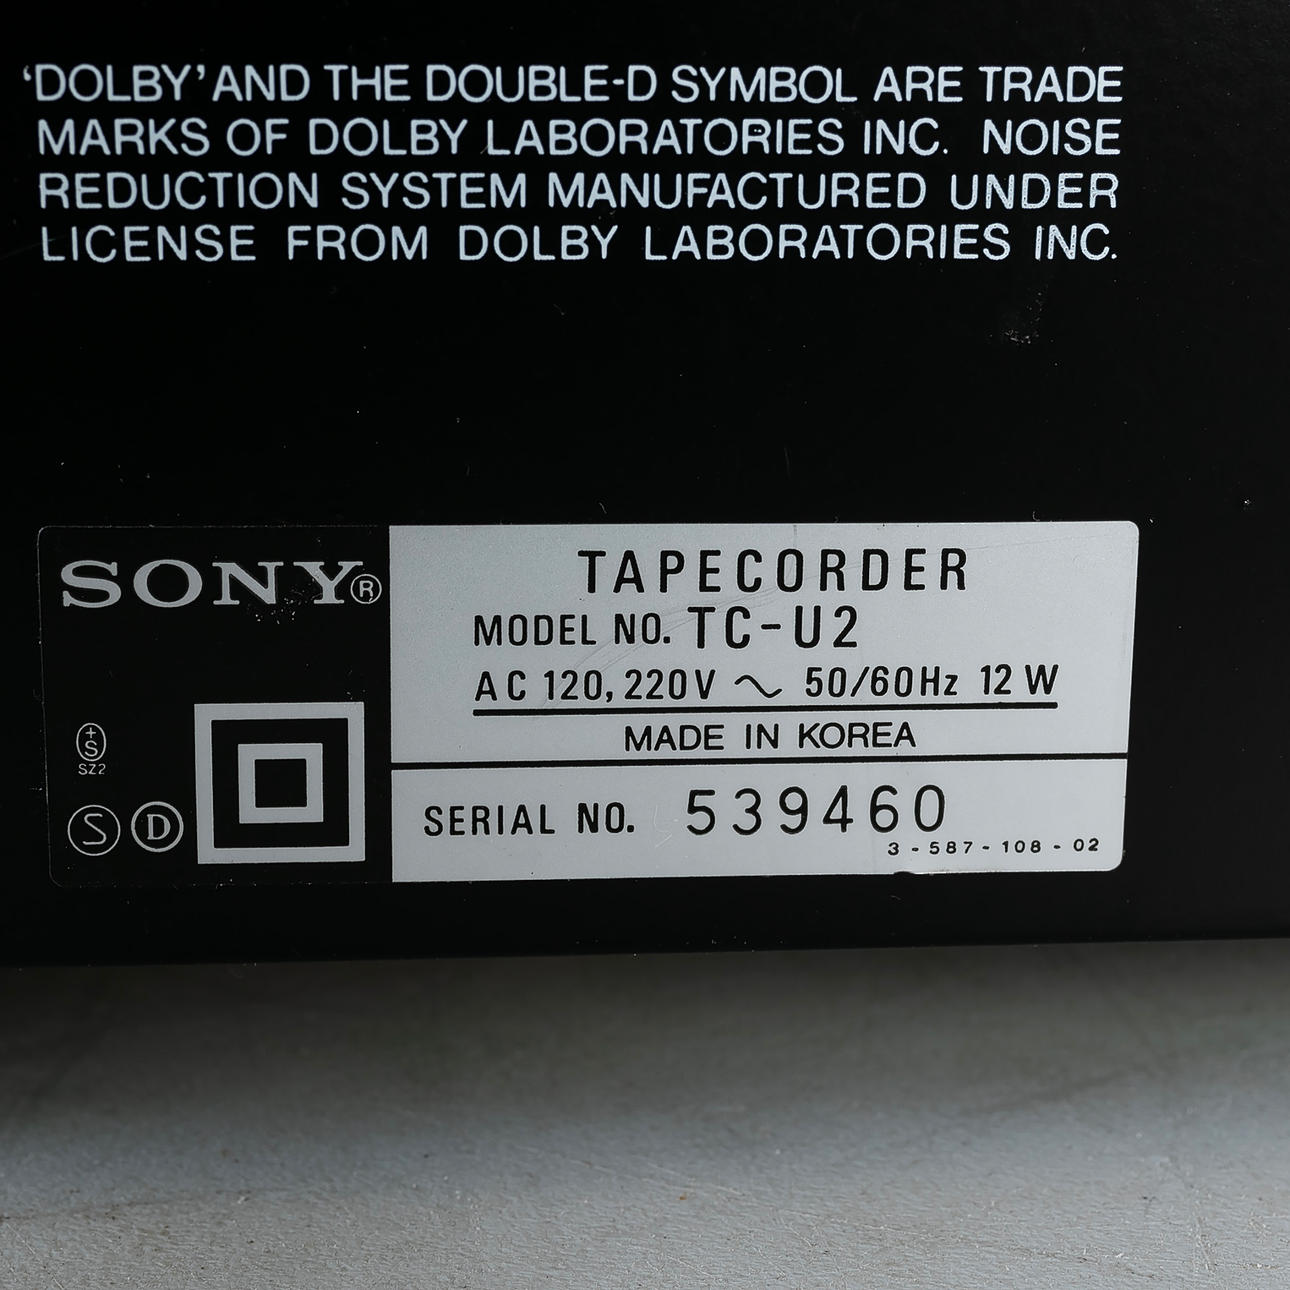 'DOLBY' AND THE DOUBLE-D SYMBOL ARE TRADE
MARKS OF DOLBY LABORATORIES INC. NOISE
REDUCTION SYSTEM MANUFACTURED UNDER
LICENSE FROM DOLBY LABORATORIES INC.
SONY®
TAPECORDER
MODEL NO. TC-U2
AC 120, 220V ~ 50/60Hz 12 W
MADE IN KOREA
SERIAL NO. 539460
3 - 587 - 108 - 02
+
S
SZ2
S D